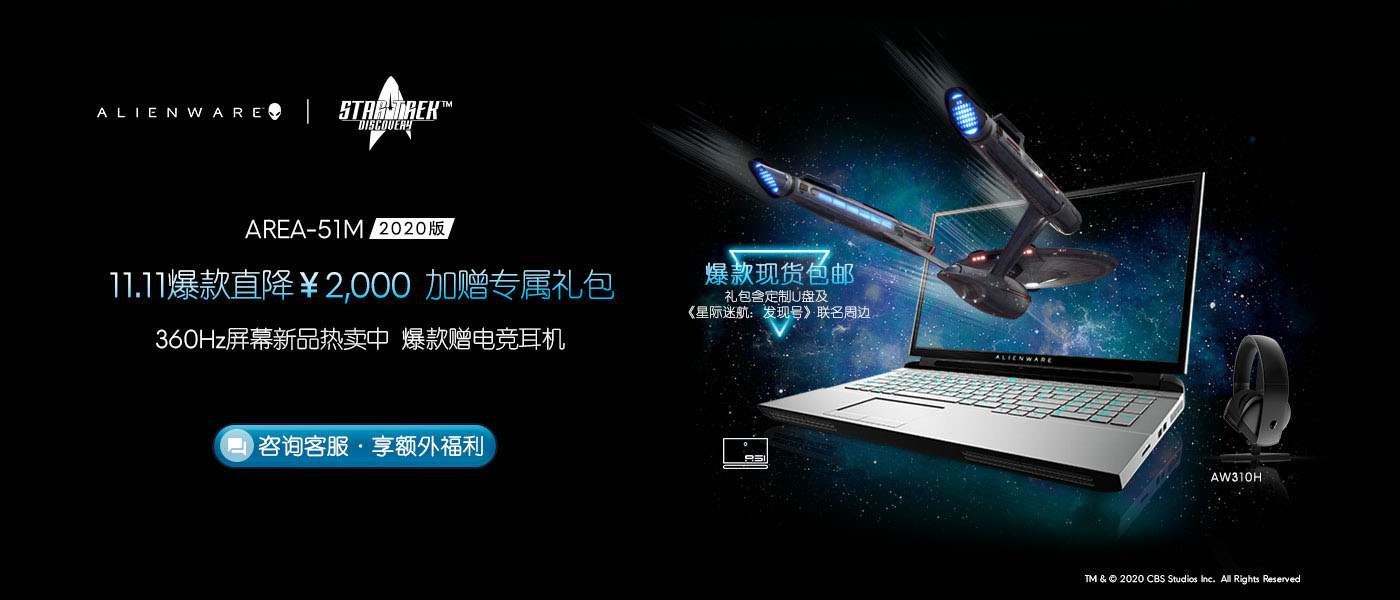 ALIENWARE
STAR TREK™
DISCOVERY
AREA-51M 2020版
11.11爆款直降¥2,000 加赠专属礼包
360Hz屏幕新品热卖中 爆款赠电竞耳机
咨询客服·享额外福利
爆款现货包邮
礼包含定制U盘及
《星际迷航：发现号》联名周边
ALIENWARE
A51
AW310H
TM & © 2020 CBS Studios Inc. All Rights Reserved